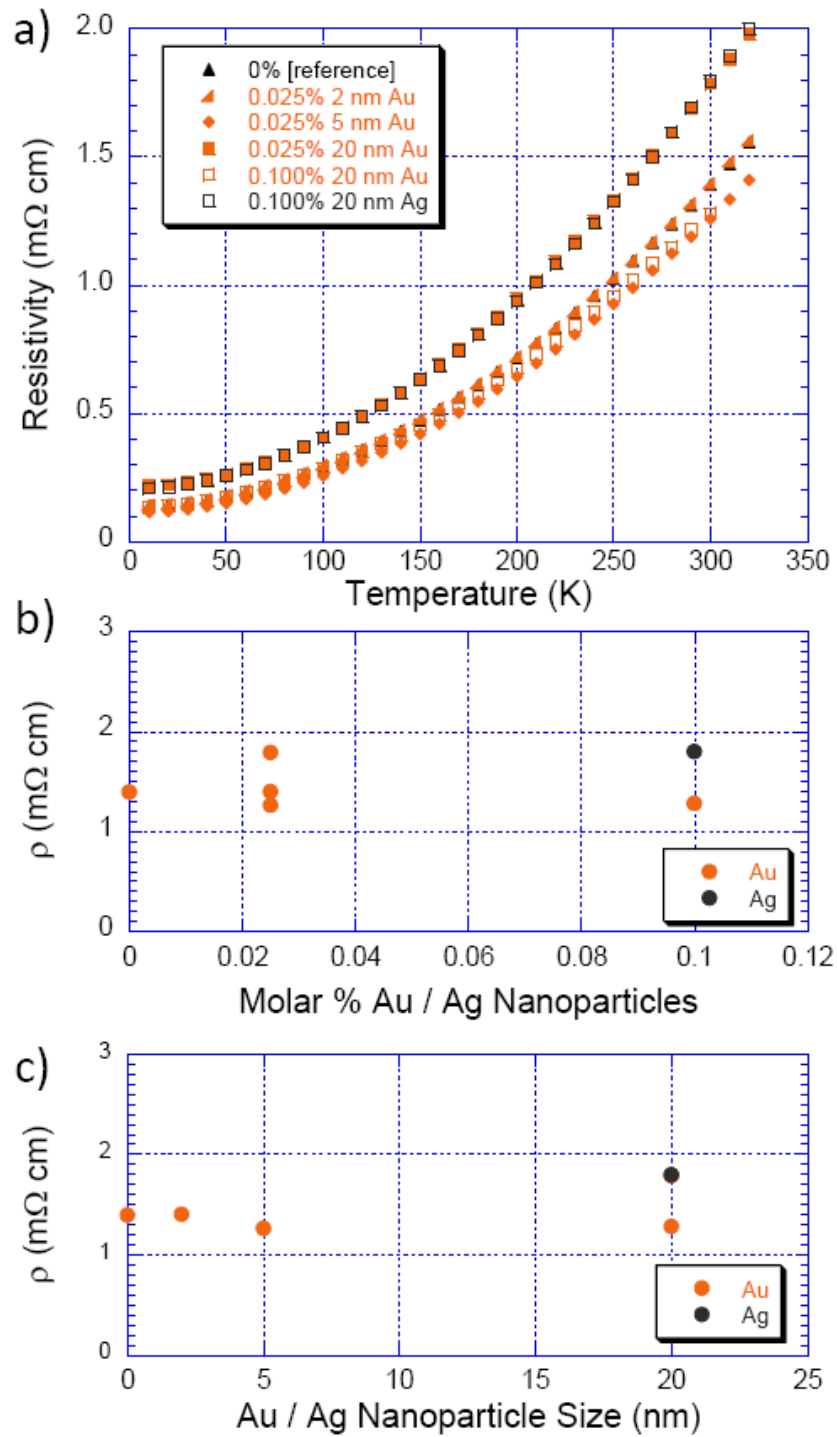 a)
2.0
1.5
1.0
0.5
0
Resistivity (mΩ cm)
0% [reference]
0.025% 2 nm Au
0.025% 5 nm Au
0.025% 20 nm Au
0.100% 20 nm Au
0.100% 20 nm Ag
0 50 100 150 200 250 300 350
Temperature (K)
b)
3
2
1
0
ρ (mΩ cm)
Au
Ag
0 0.02 0.04 0.06 0.08 0.1 0.12
Molar % Au / Ag Nanoparticles
c)
3
2
1
0
ρ (mΩ cm)
Au
Ag
0 5 10 15 20 25
Au / Ag Nanoparticle Size (nm)